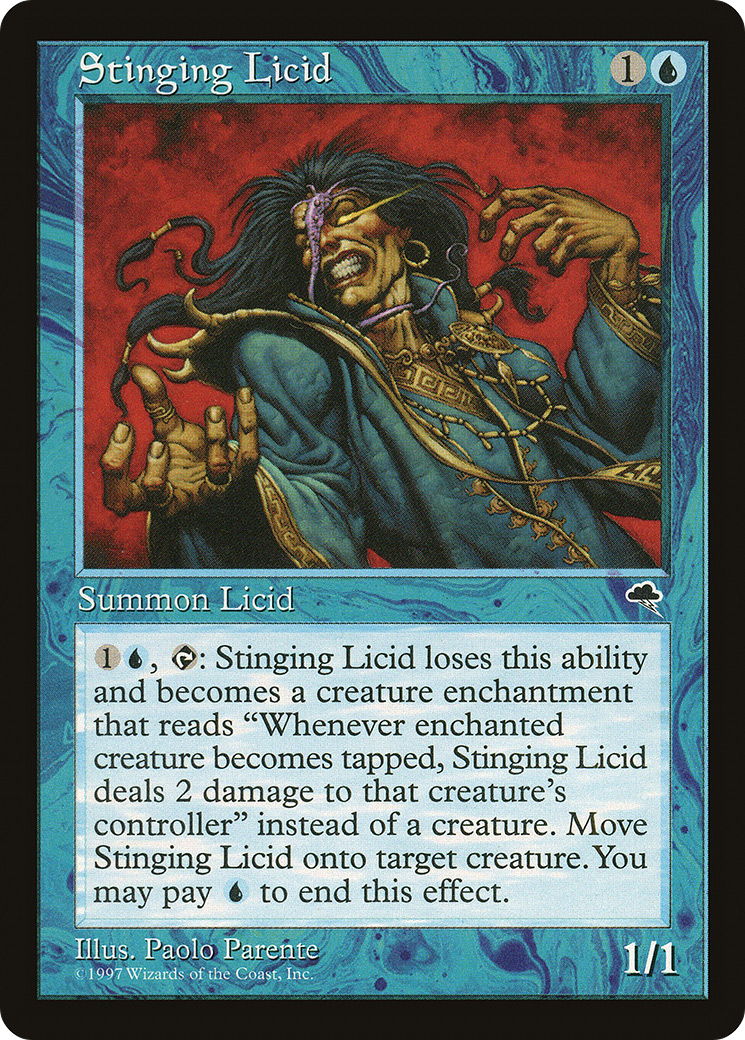 Stinging Licid 1
Summon Licid
1, : Stinging Licid loses this ability
and becomes a creature enchantment
that reads “Whenever enchanted
creature becomes tapped, Stinging Licid
deals 2 damage to that creature’s
controller” instead of a creature. Move
Stinging Licid onto target creature. You
may pay to end this effect.
Illus. Paolo Parente
©1997 Wizards of the Coast, Inc.
1/1